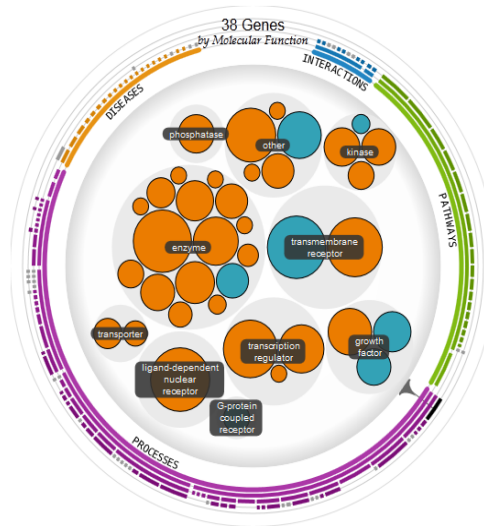 38 Genes
by Molecular Function
INTERACTIONS
DISEASES
PATHWAYS
PROCESSES
phosphatase
other
kinase
enzyme
transmembrane
receptor
transporter
transcription
regulator
growth
factor
ligand-dependent
nuclear
receptor
G-protein
coupled
receptor